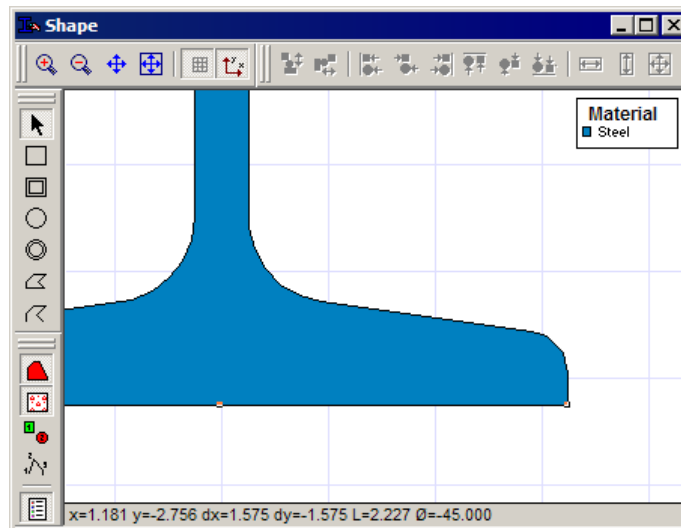 Shape
Material
Steel
x=1.181 y=-2.756 dx=1.575 dy=-1.575 L=2.227 Ø=-45.000